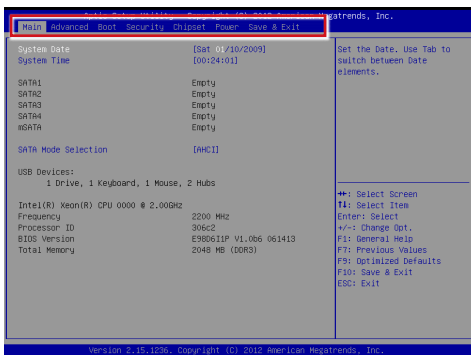 Aptio Setup Utility - Copyright (C) 2012 American Megatrends, Inc.
Main Advanced Boot Security Chipset Power Save & Exit
System Date [Sat 01/10/2009]
System Time [00:24:01]
SATA1 Empty
SATA2 Empty
SATA3 Empty
SATA4 Empty
mSATA Empty
SATA Mode Selection [AHCI]
USB Devices:
1 Drive, 1 Keyboard, 1 Mouse, 2 Hubs
Intel(R) Xeon(R) CPU 0000 @ 2.00GHz
Frequency 2200 MHz
Processor ID 306c2
BIOS Version E98D6I1P V1.0b6 061413
Total Memory 2048 MB (DDR3)
Set the Date. Use Tab to
switch between Date
elements.
→←: Select Screen
↑↓: Select Item
Enter: Select
+/-: Change Opt.
F1: General Help
F7: Previous Values
F9: Optimized Defaults
F10: Save & Exit
ESC: Exit
Version 2.15.1236. Copyright (C) 2012 American Megatrends, Inc.